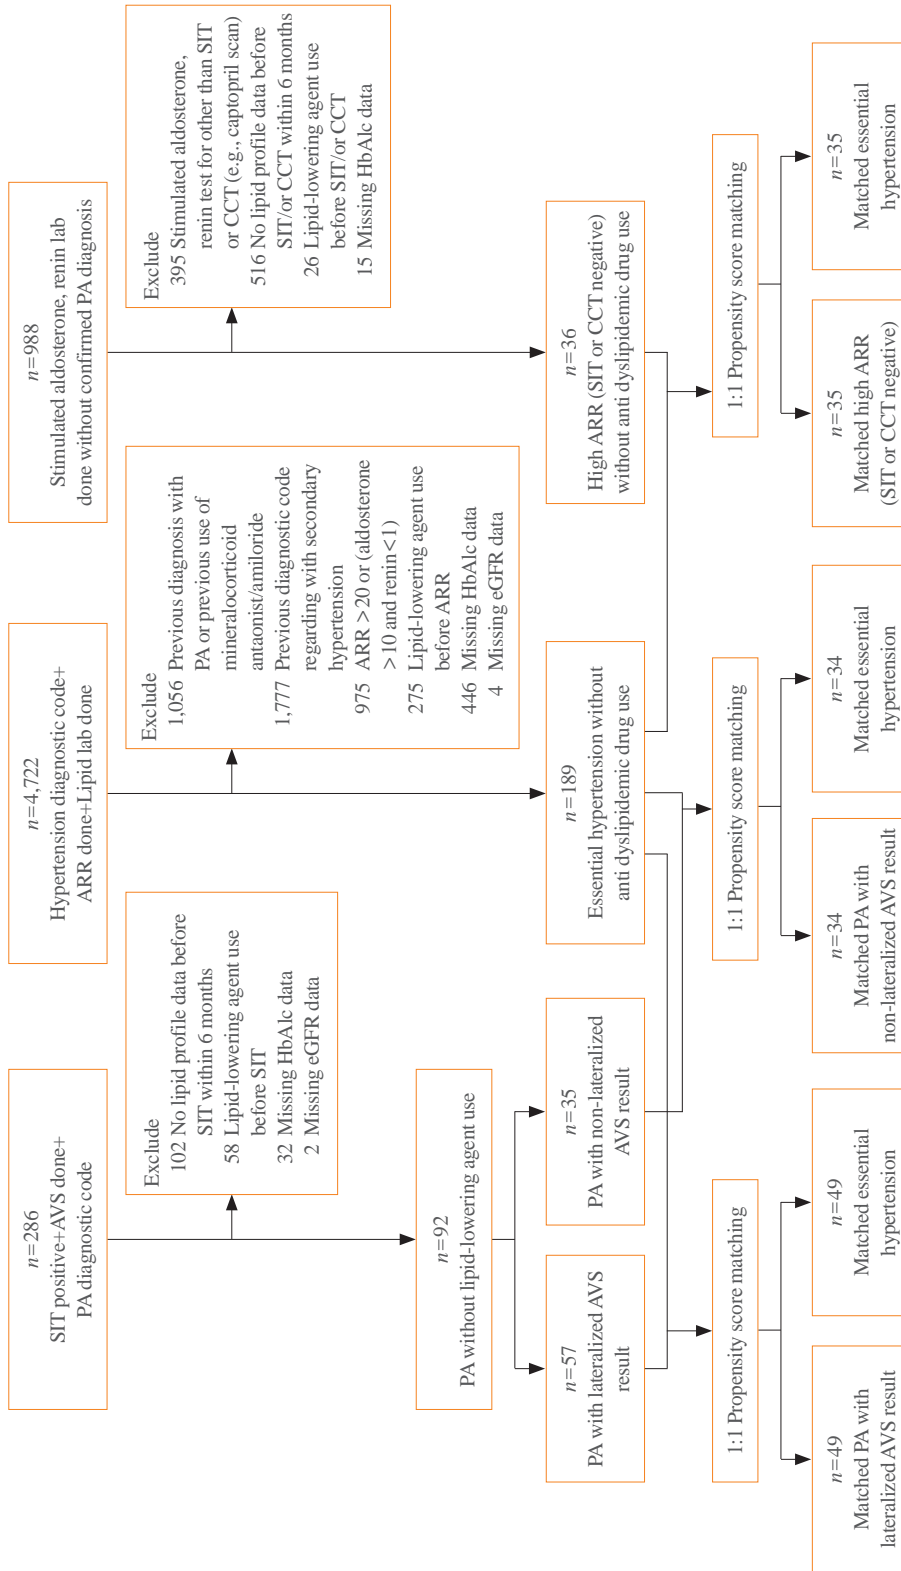 n=286
SIT positive+AVS done+
PA diagnostic code
Exclude
102 No lipid profile data before
SIT within 6 months
58 Lipid-lowering agent use
before SIT
32 Missing HbAlc data
2 Missing eGFR data
n=92
PA without lipid-lowering agent use
n=57
PA with lateralized AVS
result
n=35
PA with non-lateralized
AVS result
1:1 Propensity score matching
n=49
Matched PA with
lateralized AVS result
n=49
Matched essential
hypertension
n=4,722
Hypertension diagnostic code+
ARR done+Lipid lab done
Exclude
1,056 Previous diagnosis with
PA or previous use of
mineralocorticoid
antaonist/amiloride
1,777 Previous diagnostic code
regarding with secondary
hypertension
975 ARR >20 or (aldosterone
>10 and renin<1)
275 Lipid-lowering agent use
before ARR
446 Missing HbAlc data
4 Missing eGFR data
n=189
Essential hypertension without
anti dyslipidemic drug use
1:1 Propensity score matching
n=34
Matched PA with
non-lateralized AVS result
n=34
Matched essential
hypertension
n=988
Stimulated aldosterone, renin lab
done without confirmed PA diagnosis
Exclude
395 Stimulated aldosterone,
renin test for other than SIT
or CCT (e.g., captopril scan)
516 No lipid profile data before
SIT/or CCT within 6 months
26 Lipid-lowering agent use
before SIT/or CCT
15 Missing HbAlc data
n=36
High ARR (SIT or CCT negative)
without anti dyslipidemic drug use
1:1 Propensity score matching
n=35
Matched high ARR
(SIT or CCT negative)
n=35
Matched essential
hypertension